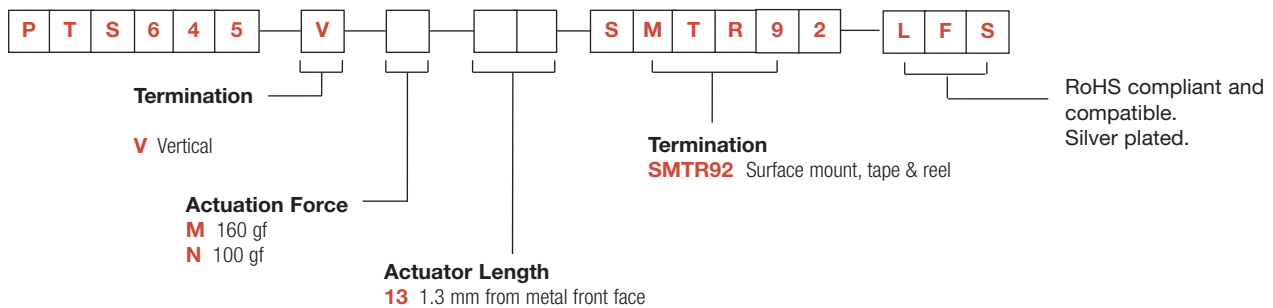 P T S 6 4 5 V S M T R 9 2 L F S
Termination
V Vertical
Actuation Force
M 160 gf
N 100 gf
Actuator Length
13 1.3 mm from metal front face
Termination
SMTR92 Surface mount, tape & reel
RoHS compliant and
compatible.
Silver plated.